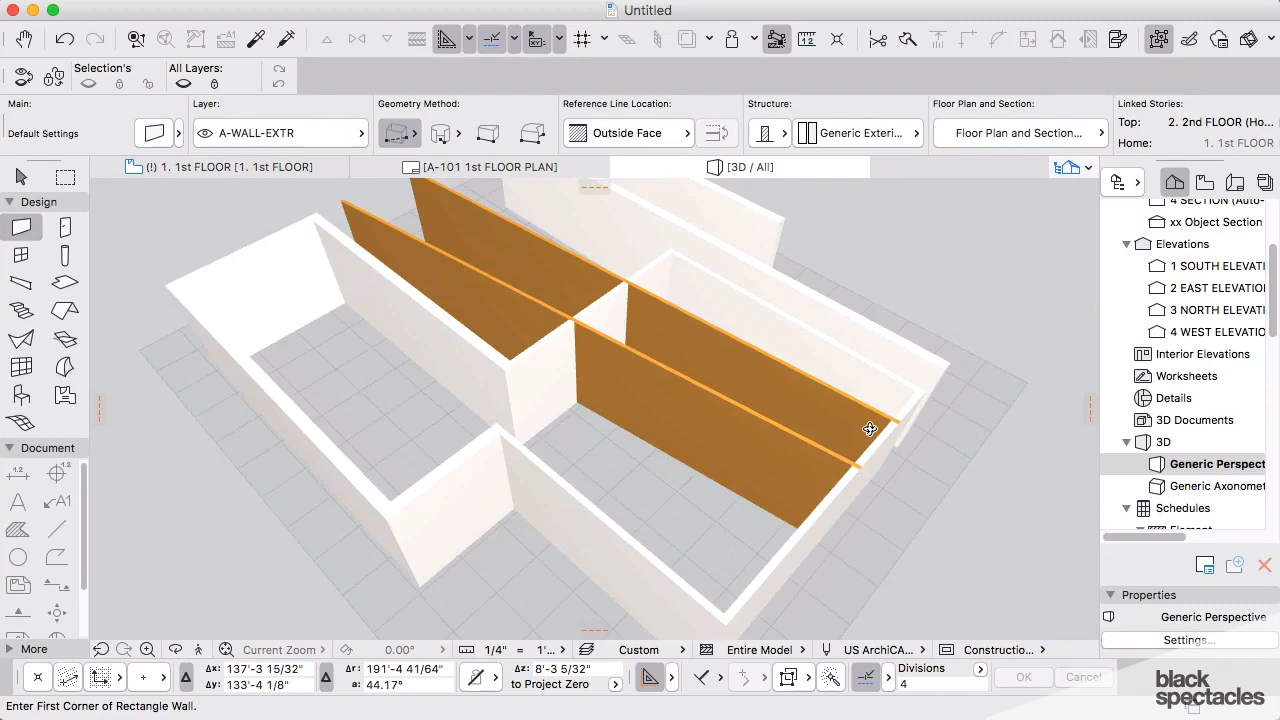 Untitled
Selection's
All Layers:
Main:
Layer:
Geometry Method:
Reference Line Location:
Structure:
Floor Plan and Section:
Linked Stories:
Default Settings
A-WALL-EXTR
Outside Face
Generic Exteri...
Floor Plan and Section...
Top:
2. 2nd FLOOR (Ho...
Home:
1. 1st FLOOR
(!) 1. 1st FLOOR [1. 1st FLOOR]
[A-101 1st FLOOR PLAN]
[3D / All]
Design
xx Object Section
Elevations
1 SOUTH ELEVATI
2 EAST ELEVATIO
3 NORTH ELEVATI
4 WEST ELEVATIO
Interior Elevations
Worksheets
Details
3D Documents
3D
Generic Perspect
Generic Axonomet
Schedules
Document
Properties
Generic Perspective
Settings...
More
Current Zoom
0.00°
1/4"
=
1'...
Custom
Entire Model
US ArchiCA...
Constructio...
Δx: 137'-3 15/32"
Δy: 133'-4 1/8"
Δr: 191'-4 41/64"
a: 44.17°
Δz: 8'-3 5/32"
to Project Zero
Divisions
4
OK
Cancel
Enter First Corner of Rectangle Wall.
black
spectacles